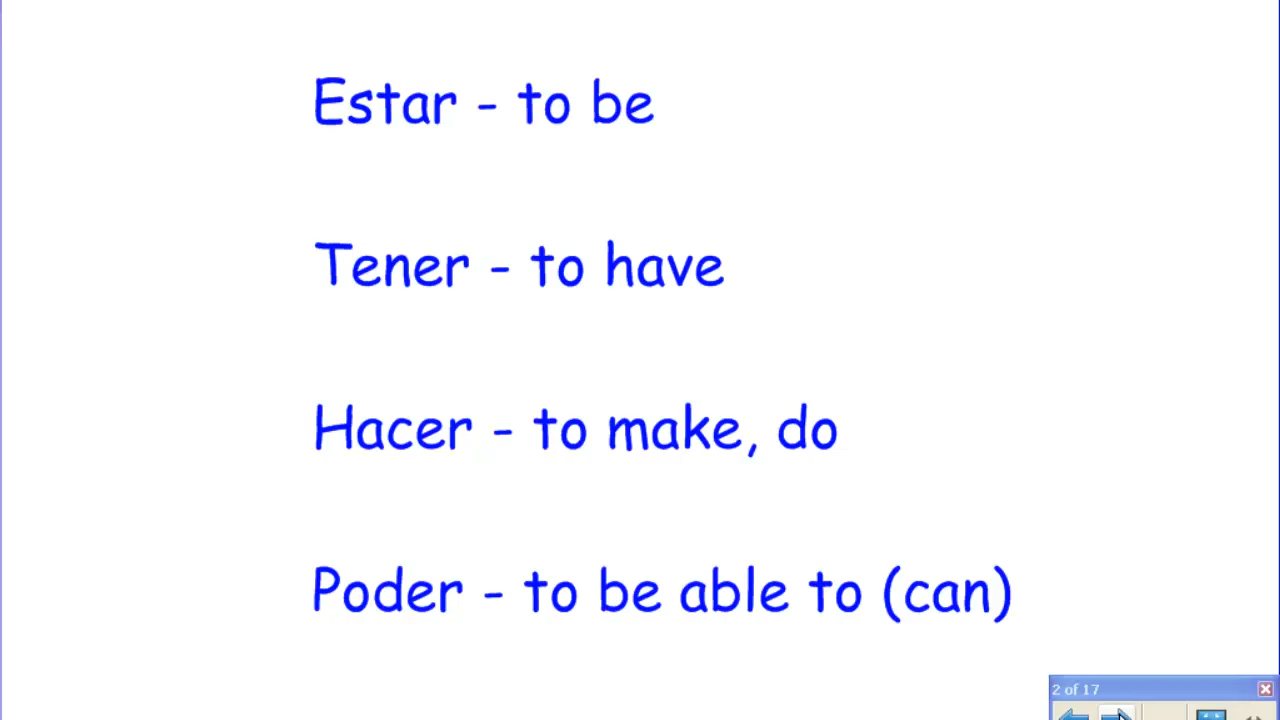 Estar - to be
Tener - to have
Hacer - to make, do
Poder - to be able to (can)
2 of 17